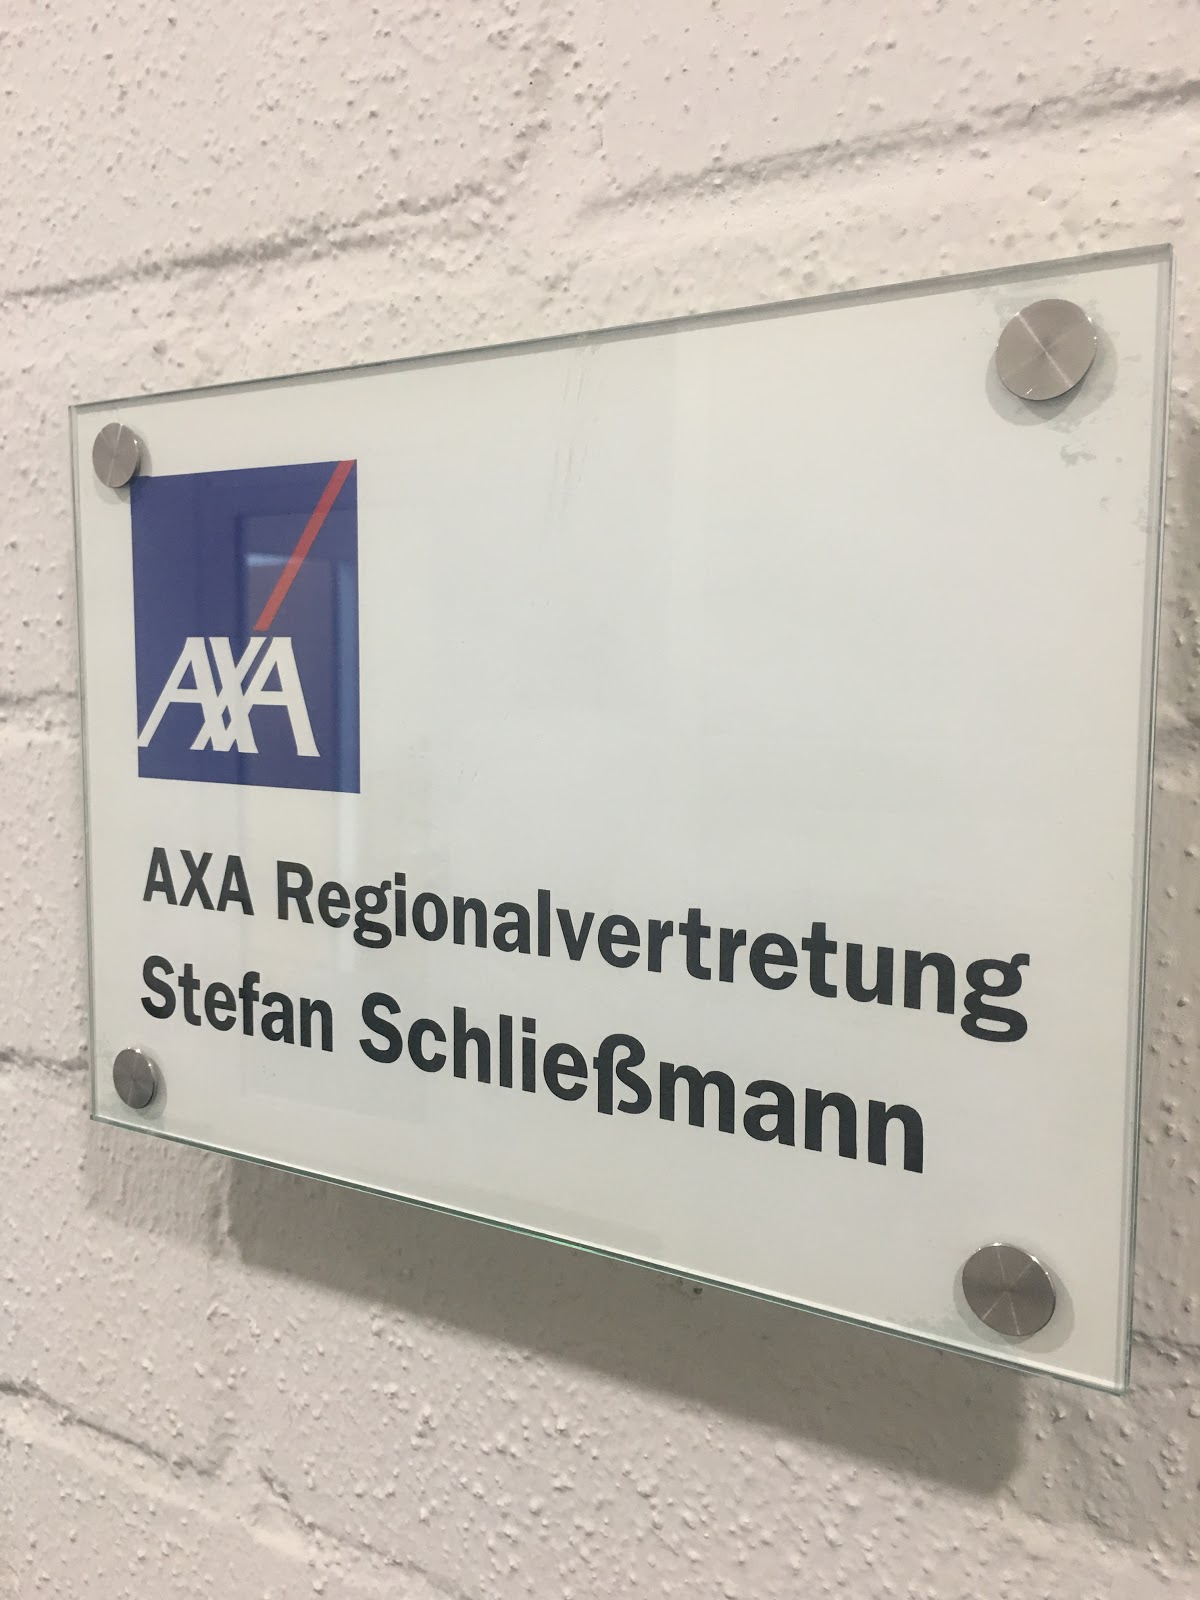 AXA
AXA Regionalvertretung
Stefan Schließmann